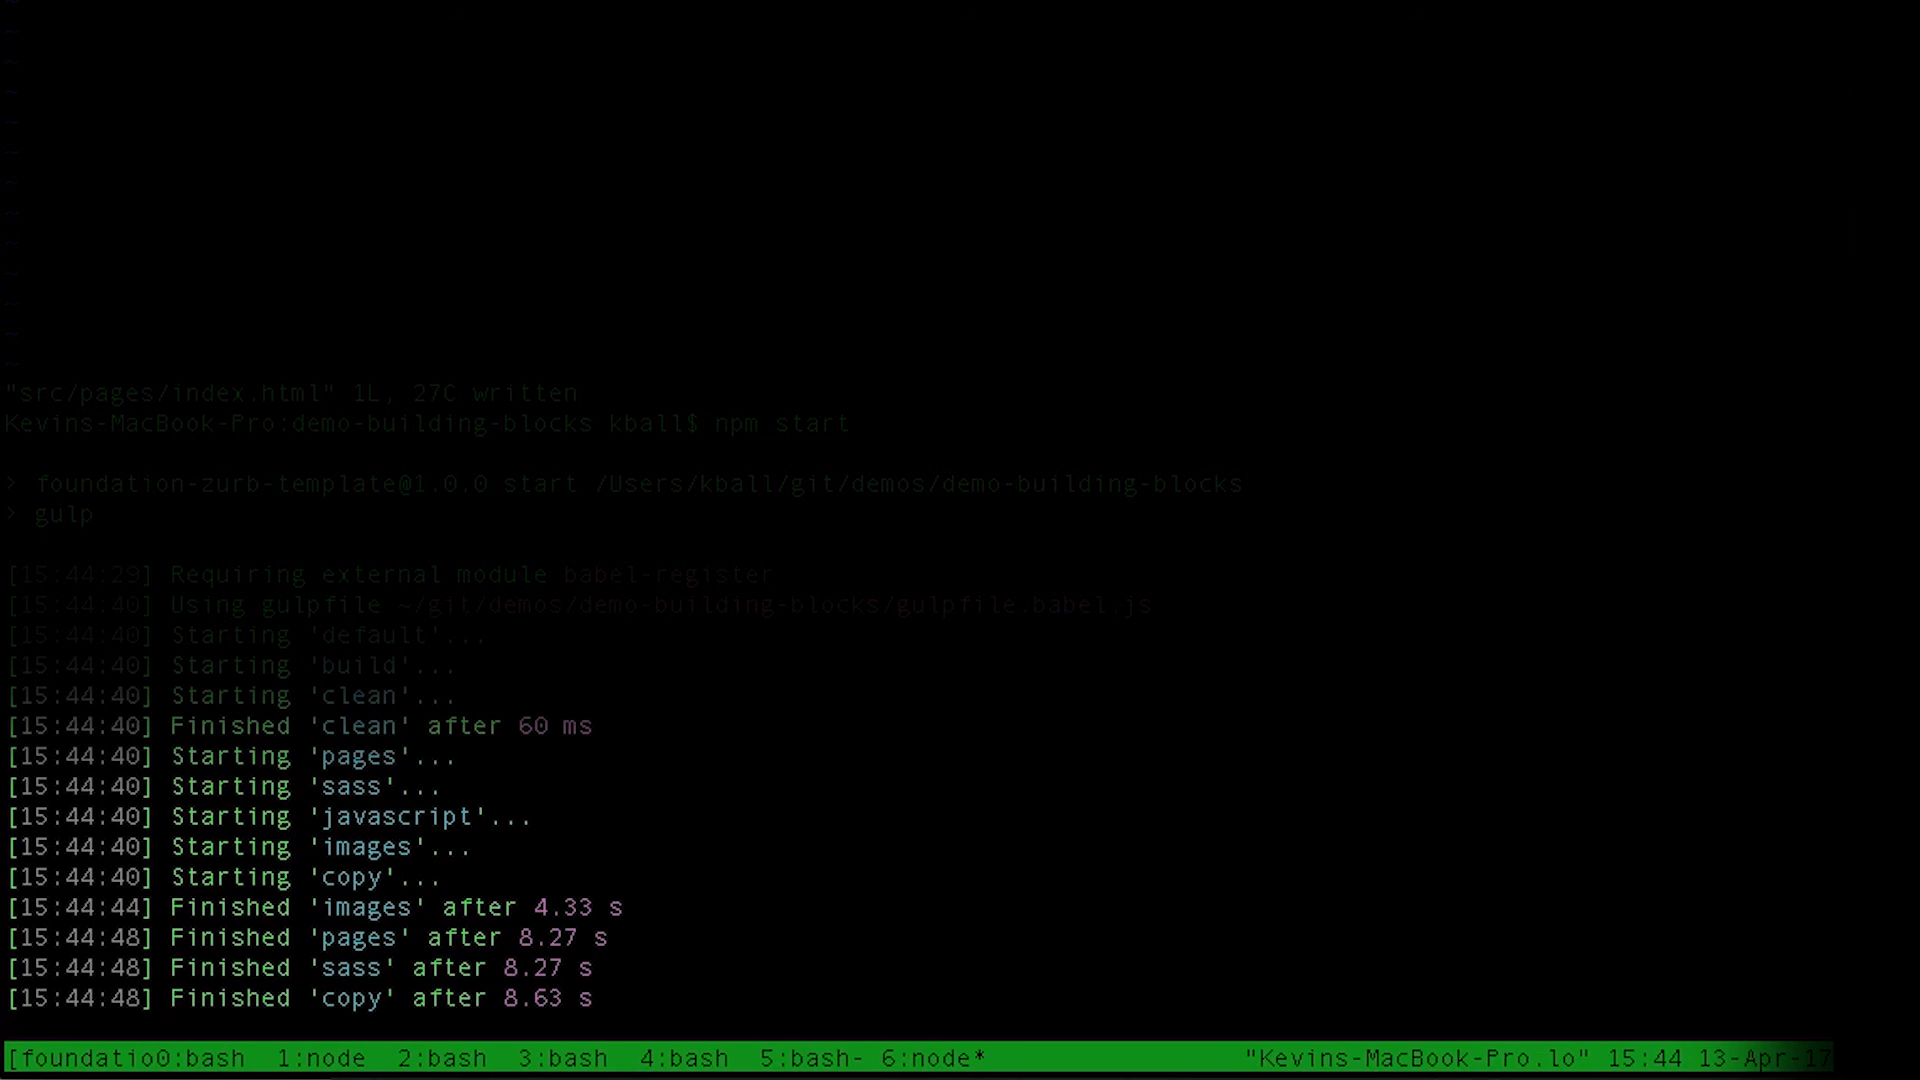 "src/pages/index.html" 1L, 27C written
Kevins-MacBook-Pro:demo-building-blocks kball$ npm start
> foundation-zurb-template@1.0.0 start /Users/kball/git/demos/demo-building-blocks
> gulp
[15:44:29] Requiring external module babel-register
[15:44:40] Using gulpfile ~/git/demos/demo-building-blocks/gulpfile.babel.js
[15:44:40] Starting 'default'...
[15:44:40] Starting 'build'...
[15:44:40] Starting 'clean'...
[15:44:40] Finished 'clean' after 60 ms
[15:44:40] Starting 'pages'...
[15:44:40] Starting 'sass'...
[15:44:40] Starting 'javascript'...
[15:44:40] Starting 'images'...
[15:44:40] Starting 'copy'...
[15:44:44] Finished 'images' after 4.33 s
[15:44:48] Finished 'pages' after 8.27 s
[15:44:48] Finished 'sass' after 8.27 s
[15:44:48] Finished 'copy' after 8.63 s
[foundatio0:bash 1:node 2:bash 3:bash 4:bash 5:bash- 6:node* "Kevins-MacBook-Pro.lo" 15:44 13-Apr-17